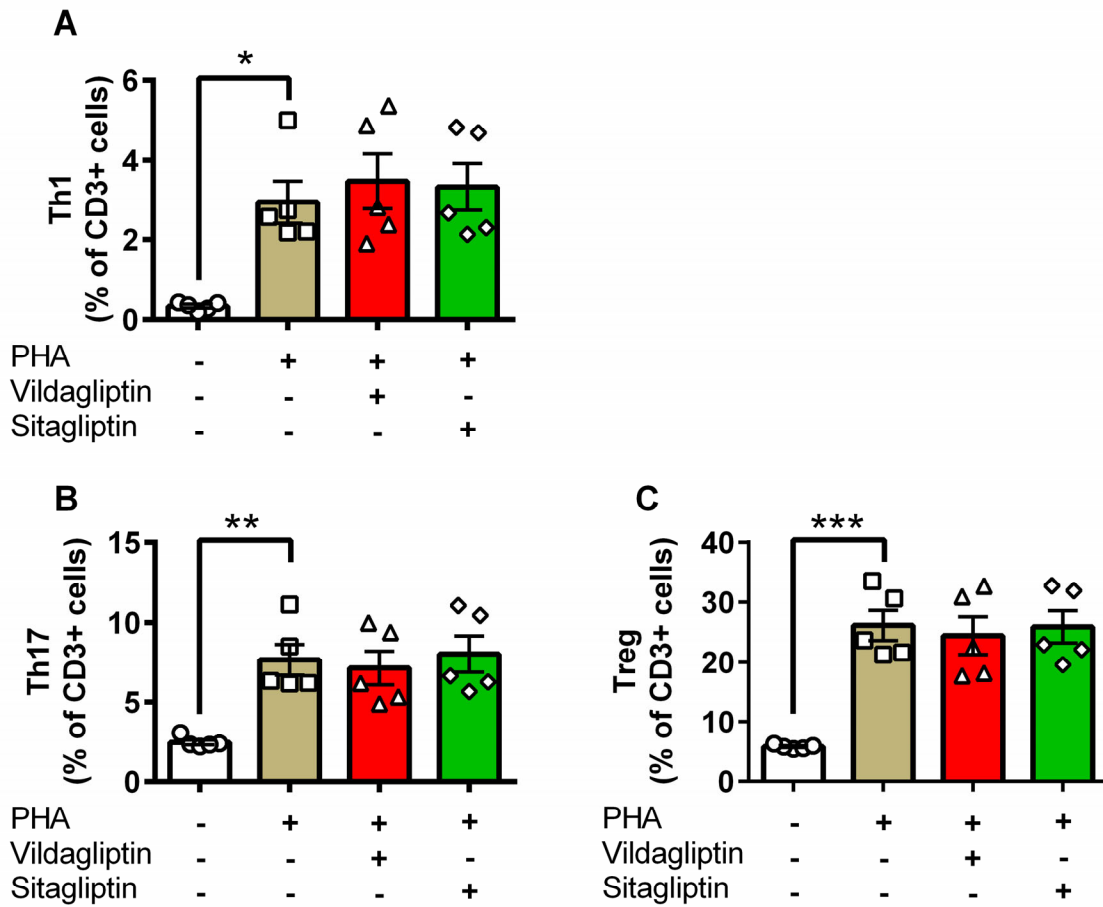 A
*
Th1
(% of CD3+ cells)
6
4
2
0
PHA - + + +
Vildagliptin - - + -
Sitagliptin - - - +
B
**
Th17
(% of CD3+ cells)
15
10
5
0
PHA - + + +
Vildagliptin - - + -
Sitagliptin - - - +
C
***
Treg
(% of CD3+ cells)
40
30
20
10
0
PHA - + + +
Vildagliptin - - + -
Sitagliptin - - - +